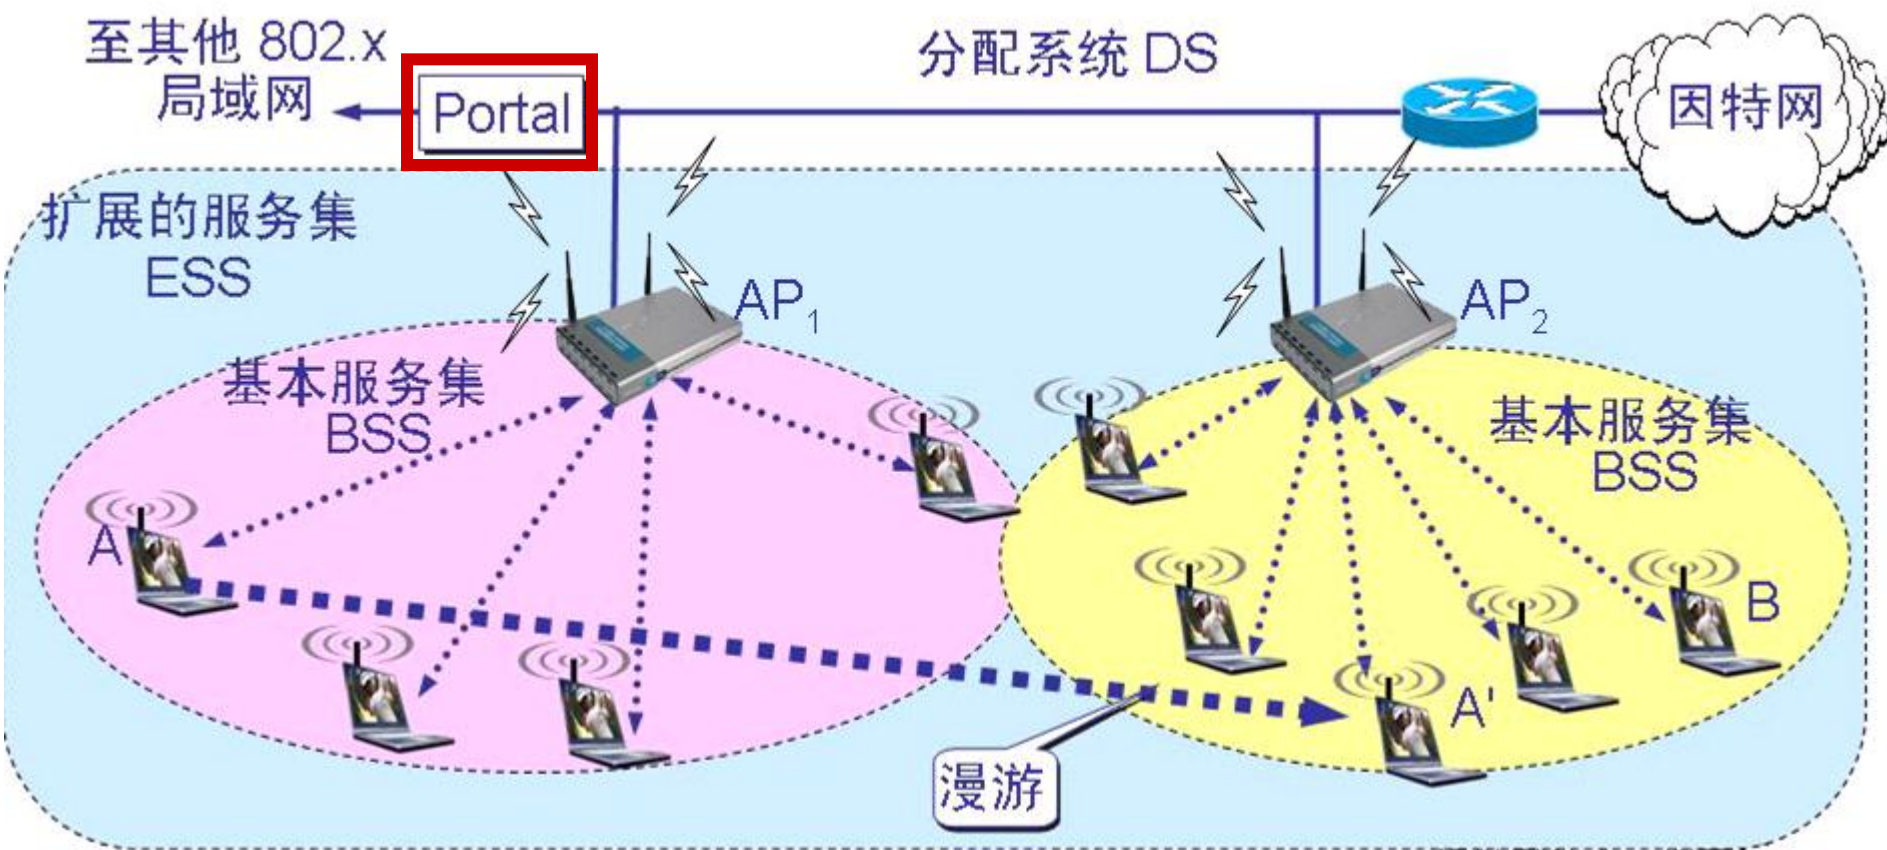 至其他 802.x
局域网
Portal
分配系统 DS
因特网
扩展的服务集
ESS
AP1
AP2
基本服务集
BSS
基本服务集
BSS
A
B
A'
漫游